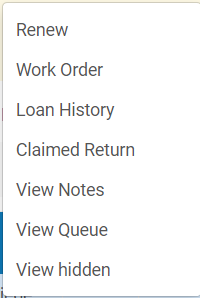 Renew
Work Order
Loan History
Claimed Return
View Notes
View Queue
View hidden